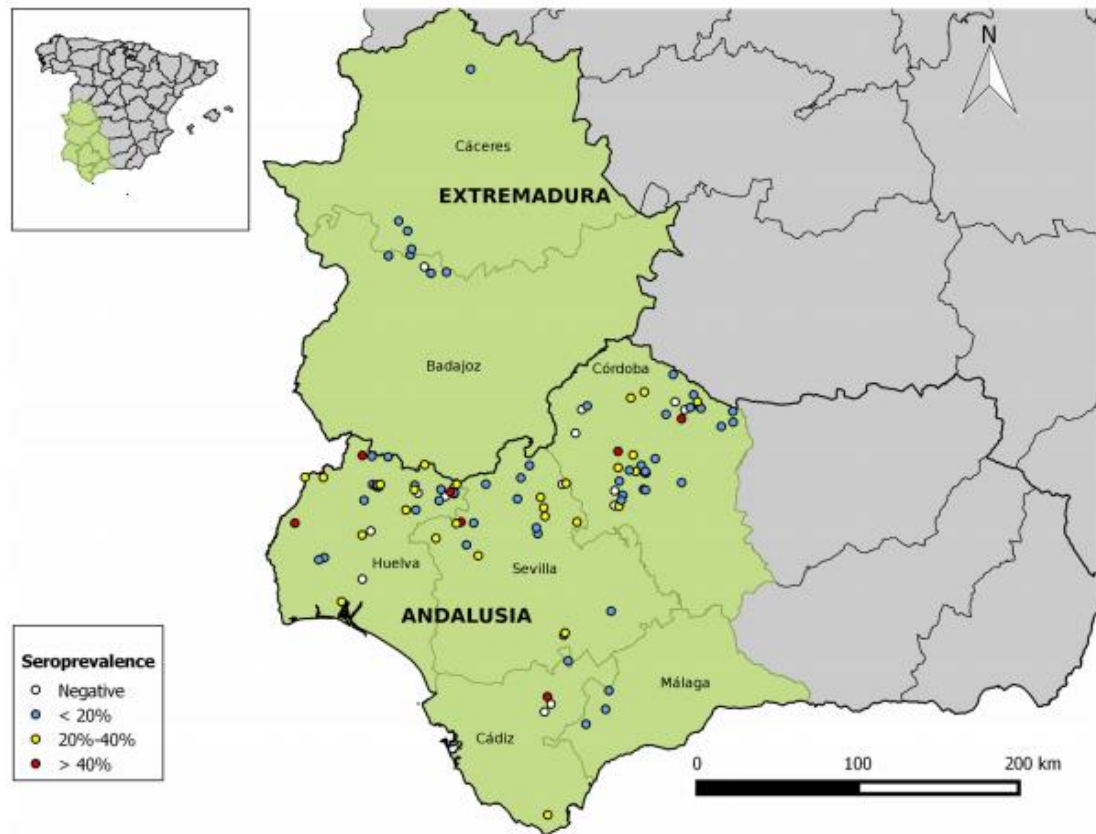 N
Cáceres
EXTREMADURA
Badajoz
Córdoba
Huelva
Sevilla
ANDALUSIA
Málaga
Cádiz
Seroprevalence
Negative
< 20%
20%-40%
> 40%
0 100 200 km